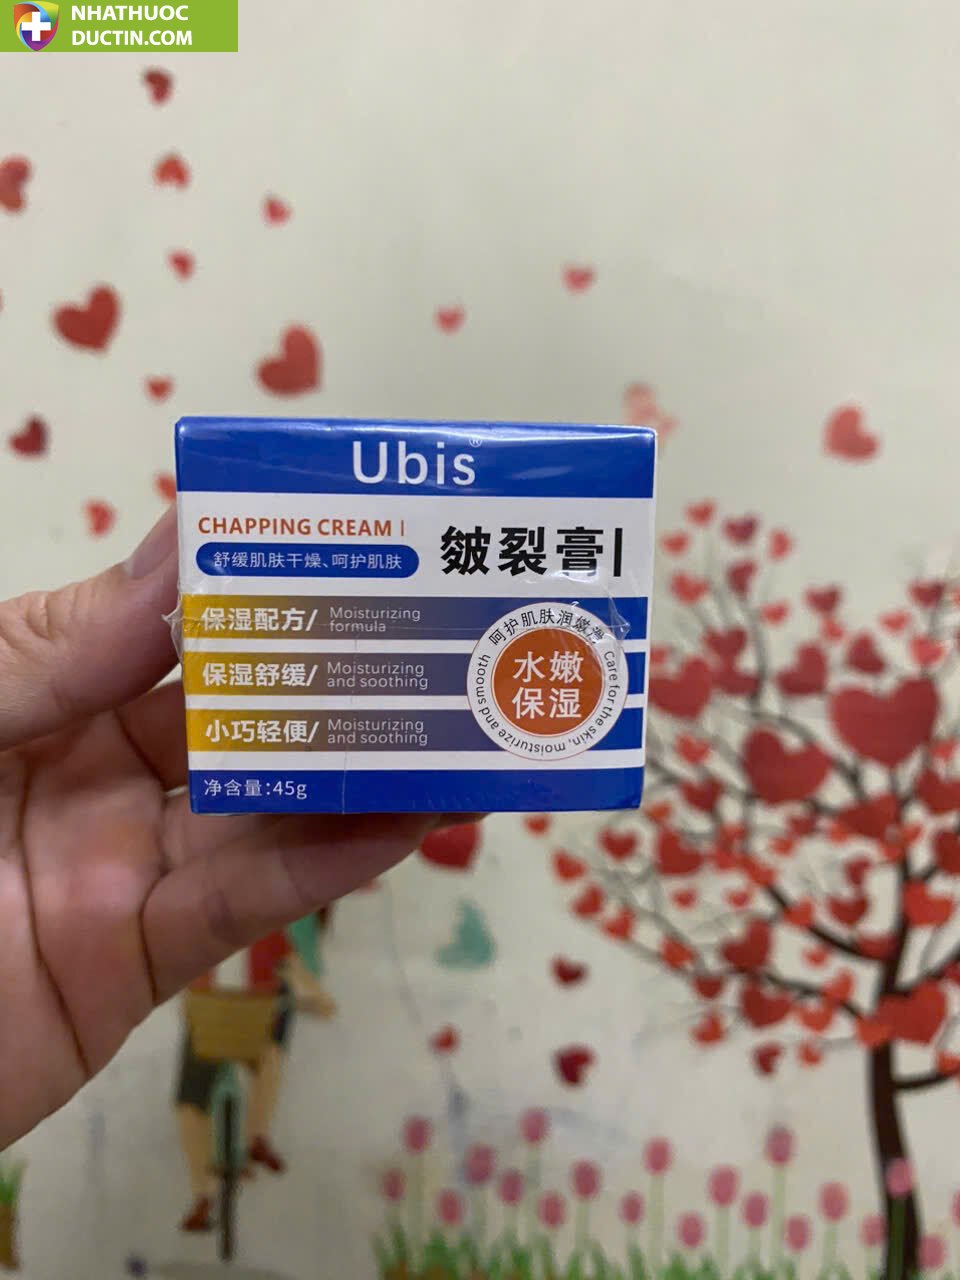 NHATHUOC
DUCTIN.COM
Ubis®
CHAPPING CREAM |
舒缓肌肤干燥、呵护肌肤
皴裂膏|
保湿配方/ Moisturizing formula
保湿舒缓/ Moisturizing and soothing
小巧轻便/ Moisturizing and soothing
呵护肌肤润嫩滑
Care for the skin, moisturize and smooth
水嫩
保湿
净含量:45g